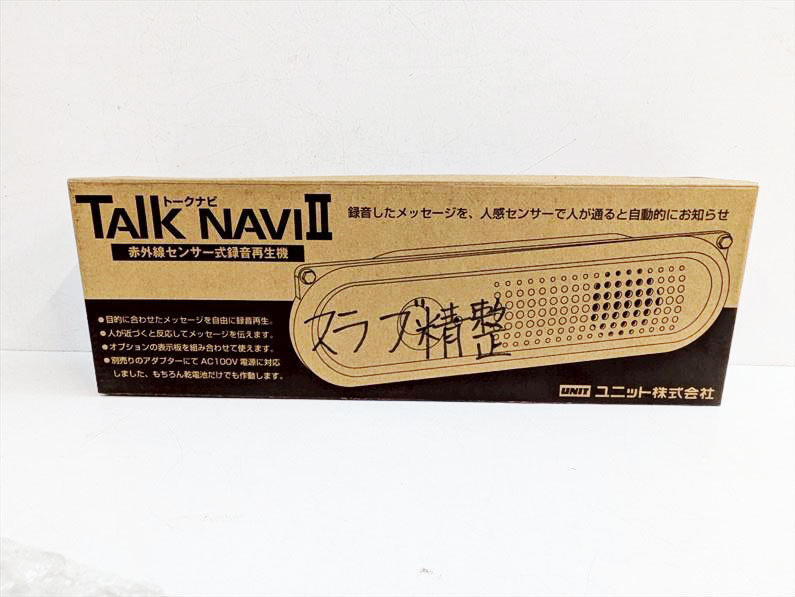 トークナビ
TAlK NAVI II
赤外線センサー式録音再生機
録音したメッセージを、人感センサーで人が通ると自動的にお知らせ
●目的に合わせたメッセージを自由に録音再生。
●人が近づくと反応してメッセージを伝えます。
●オプションの表示板を組み合わせて使えます。
●別売りのアダプターにてAC100V電源に対応
しました、もちろん乾電池だけでも作動します。
スラブ精整
UNIT ユニット株式会社